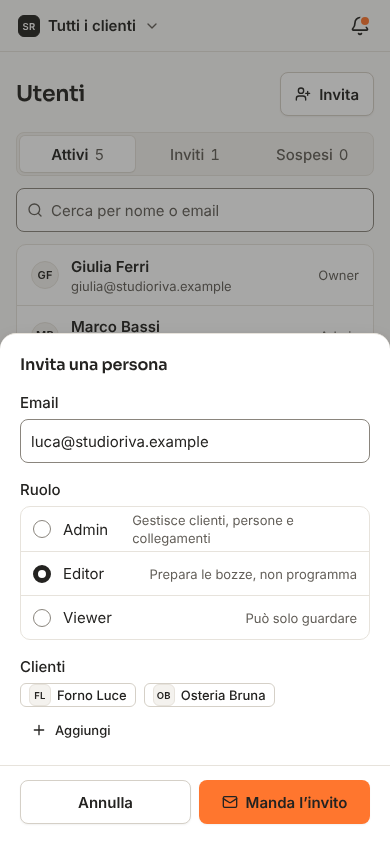 SR Tutti i clienti
Utenti
Invita
Attivi 5 Inviti 1 Sospesi 0
Cerca per nome o email
GF Giulia Ferri Owner
giulia@studioriva.example
Marco Bassi
Invita una persona
Email
luca@studioriva.example
Ruolo
Admin Gestisce clienti, persone e
collegamenti
Editor Prepara le bozze, non programma
Viewer Può solo guardare
Clienti
FL Forno Luce OB Osteria Bruna
Aggiungi
Annulla Manda l’invito